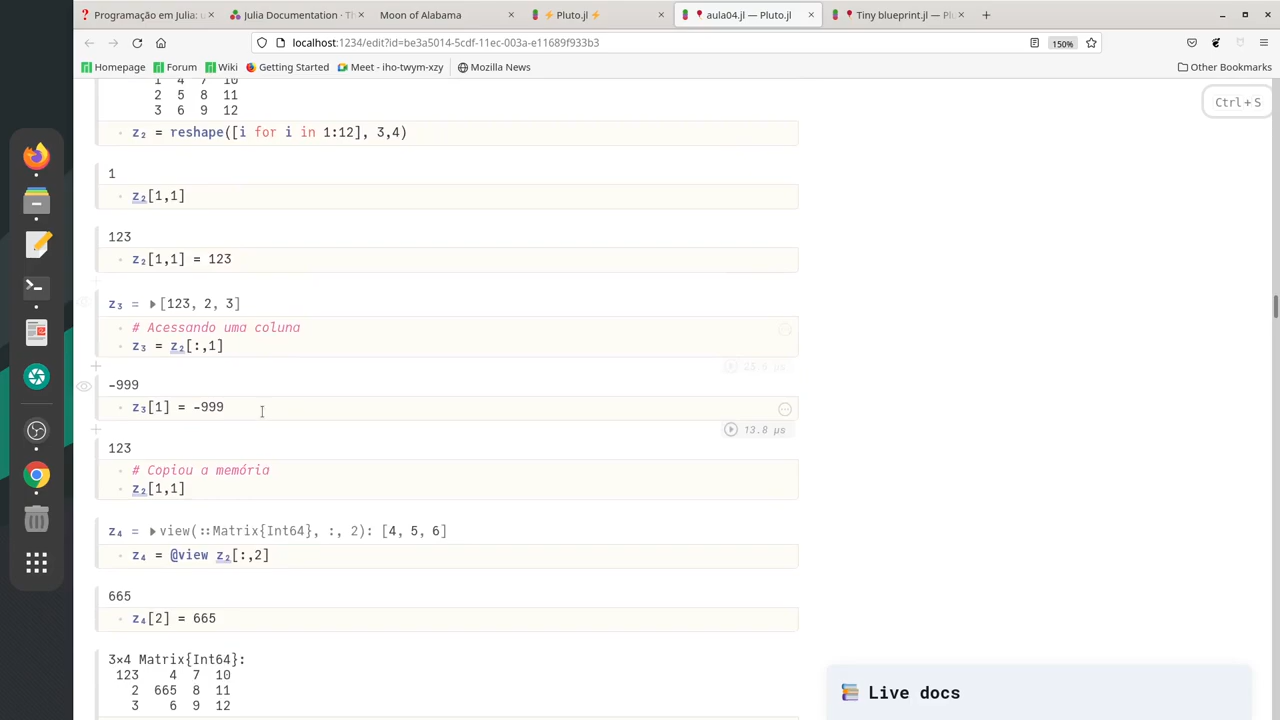 Programação em Julia: u
Julia Documentation · Th
Moon of Alabama
Pluto.jl
aula04.jl — Pluto.jl
Tiny blueprint.jl — Plu
localhost:1234/edit?id=be3a5014-5cdf-11ec-003a-e11689f933b3
150%
Homepage
Forum
Wiki
Getting Started
Meet - iho-twym-xzy
Mozilla News
Other Bookmarks
Ctrl + S
1 4 7 10
2 5 8 11
3 6 9 12
z₂ = reshape([i for i in 1:12], 3,4)
1
z₂[1,1]
123
z₂[1,1] = 123
z₃ = [123, 2, 3]
# Acessando uma coluna
z₃ = z₂[:,1]
-999
z₃[1] = -999
13.8 μs
123
# Copiou a memória
z₂[1,1]
z₄ = view(::Matrix{Int64}, :, 2): [4, 5, 6]
z₄ = @view z₂[:,2]
665
z₄[2] = 665
3×4 Matrix{Int64}:
123 4 7 10
2 665 8 11
3 6 9 12
Live docs